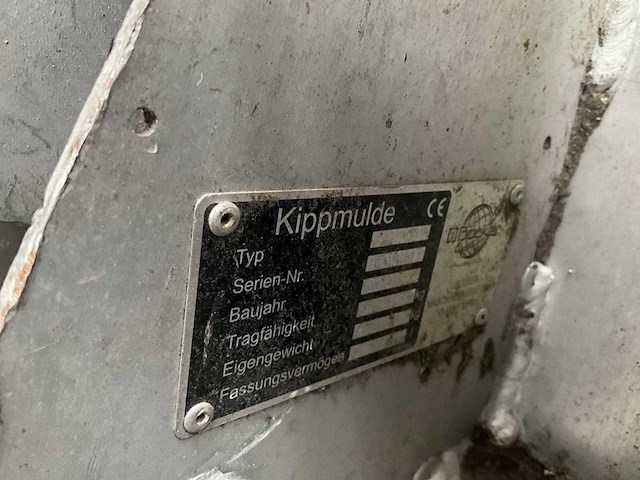 Kippmulde CE
Typ
Serien-Nr.
Baujahr
Tragfähigkeit
Eigengewicht
Fassungsvermögen